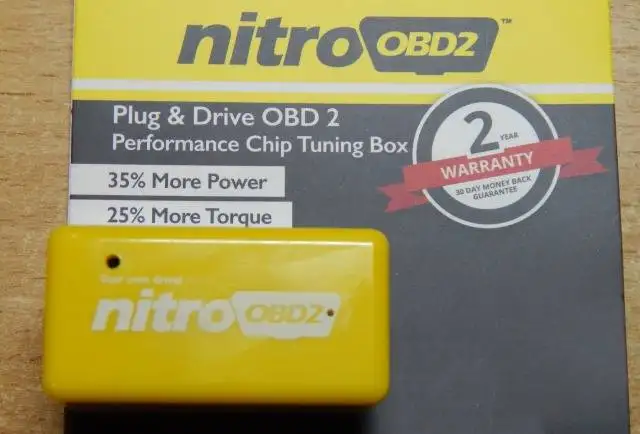 nitro OBD2™
Plug & Drive OBD 2
Performance Chip Tuning Box
2 YEAR
WARRANTY
30 DAY MONEY BACK
GUARANTEE
35% More Power
25% More Torque
nitro OBD2